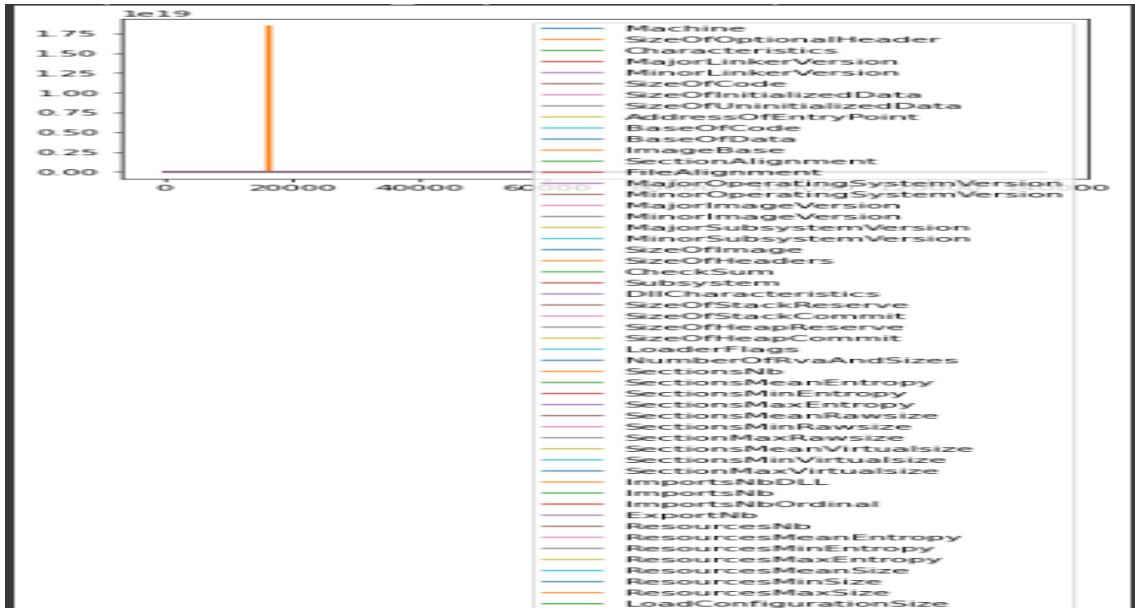 1e19
1.75
1.50
1.25
1.00
0.75
0.50
0.25
0.00
0 200000 400000
Machine
SizeOfOptionalHeader
Characteristics
MajorLinkerVersion
MinorLinkerVersion
SizeOfCode
SizeOfInitializedData
SizeOfUninitializedData
AddressOfEntryPoint
BaseOfCode
BaseOfData
ImageBase
SectionAlignment
FileAlignment
MajorOperatingSystemVersion
MinorOperatingSystemVersion
MajorImageVersion
MinorImageVersion
MajorSubsystemVersion
MinorSubsystemVersion
SizeOfImage
SizeOfHeaders
CheckSum
Subsystem
DllCharacteristics
SizeOfStackReserve
SizeOfStackCommit
SizeOfHeapReserve
SizeOfHeapCommit
LoaderFlags
NumberOfRvaAndSizes
SectionsNb
SectionsMeanEntropy
SectionsMinEntropy
SectionsMaxEntropy
SectionsMeanRawsize
SectionsMinRawsize
SectionMaxRawsize
SectionsMeanVirtualsize
SectionsMinVirtualsize
SectionMaxVirtualsize
ImportsNbDLL
ImportsNb
ImportsNbOrdinal
ExportNb
ResourcesNb
ResourcesMeanEntropy
ResourcesMinEntropy
ResourcesMaxEntropy
ResourcesMeanSize
ResourcesMinSize
ResourcesMaxSize
LoadConfigurationSize